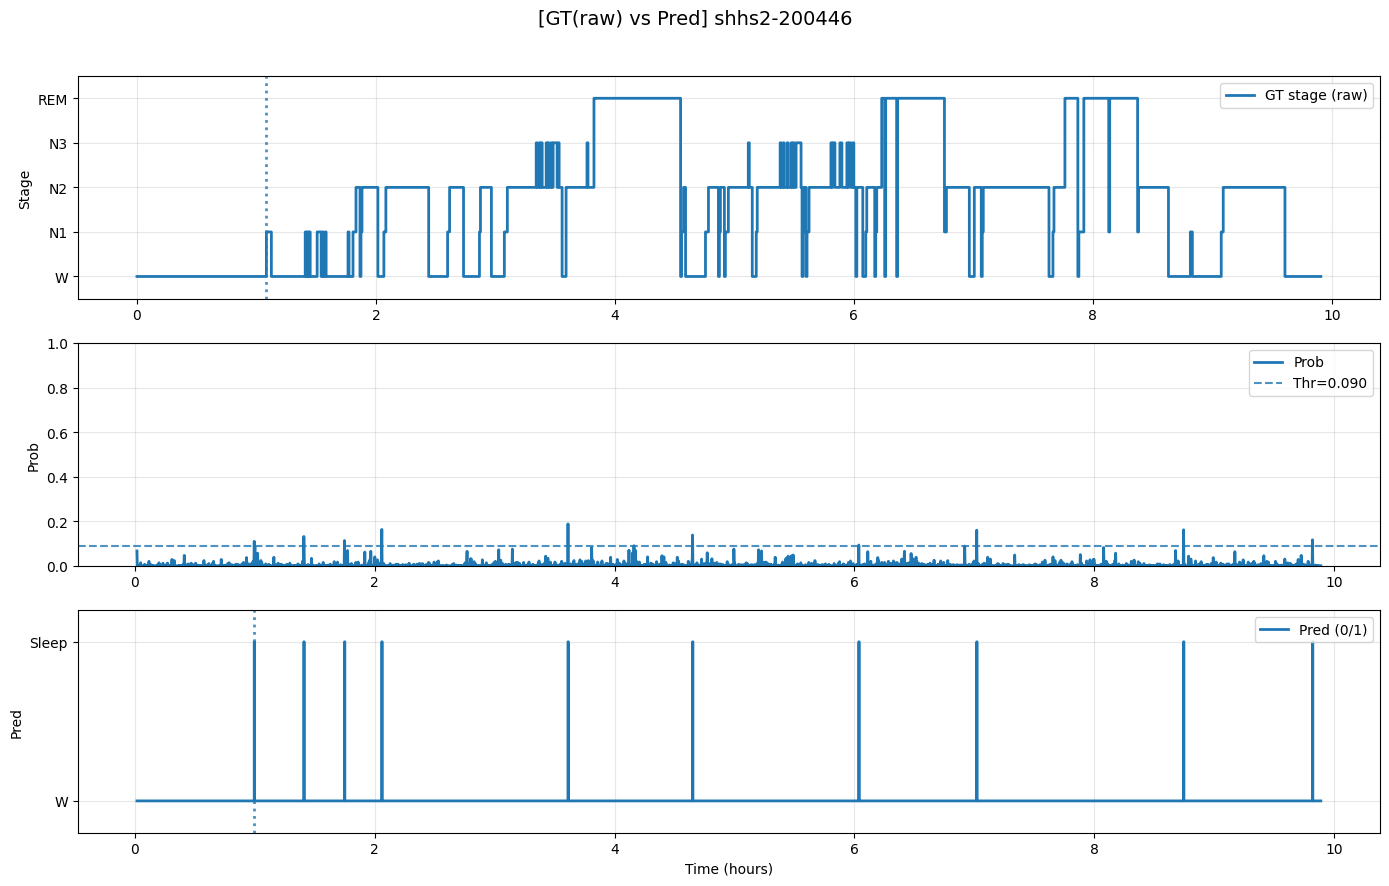 [GT(raw) vs Pred] shhs2-200446
GT stage (raw)
Stage
REM
N3
N2
N1
W
0 2 4 6 8 10
Prob
Thr=0.090
Prob
1.0
0.8
0.6
0.4
0.2
0.0
0 2 4 6 8 10
Pred (0/1)
Pred
Sleep
W
0 2 4 6 8 10
Time (hours)